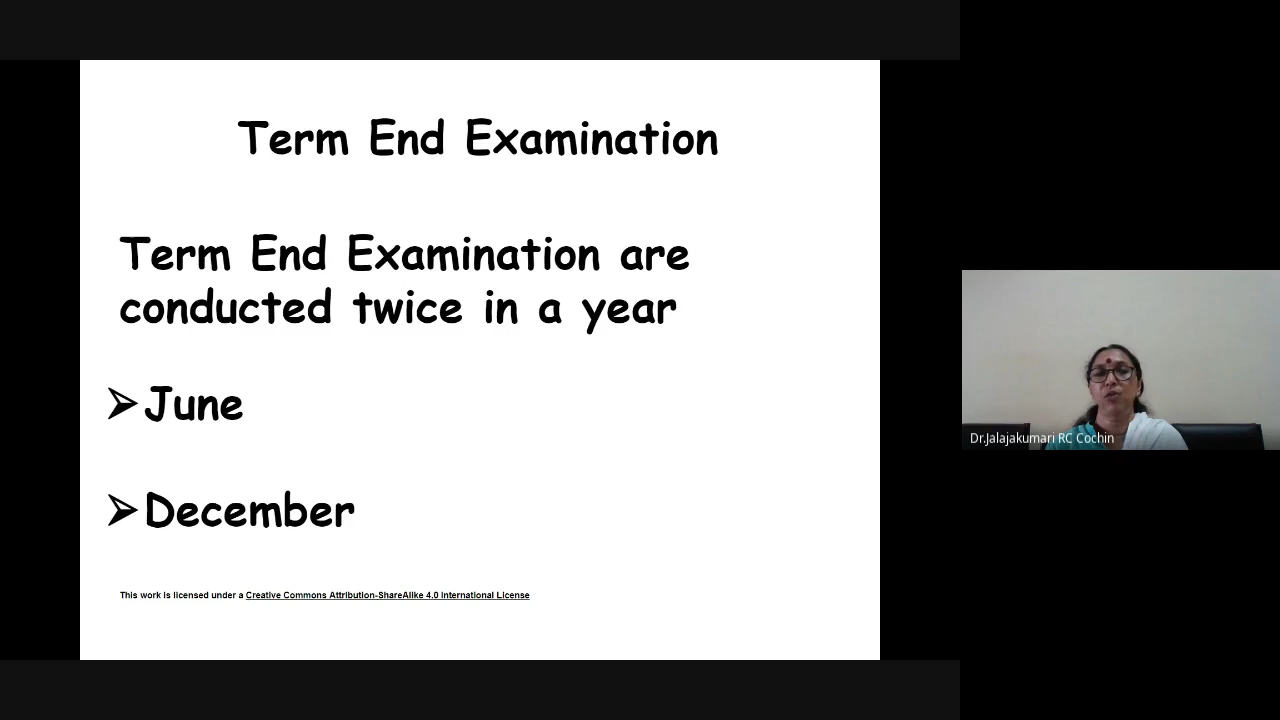 Term End Examination
Term End Examination are
conducted twice in a year
➢June
➢December
This work is licensed under a Creative Commons Attribution-ShareAlike 4.0 International License
Dr.Jalajakumari RC Cochin